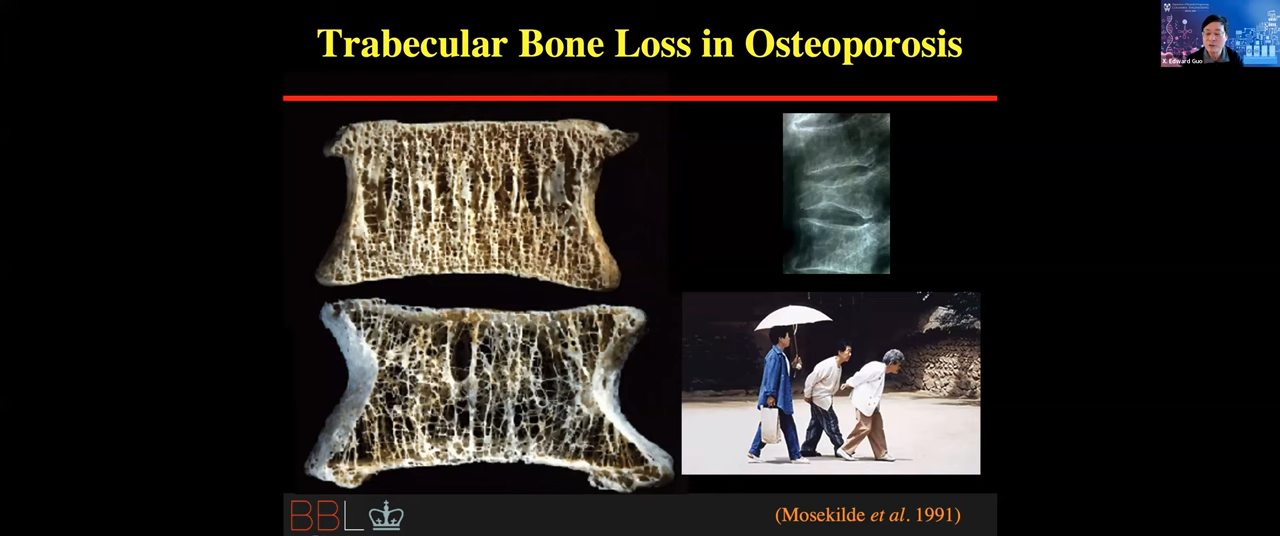 Trabecular Bone Loss in Osteoporosis
X. Edward Guo
BBL
(Mosekilde et al. 1991)